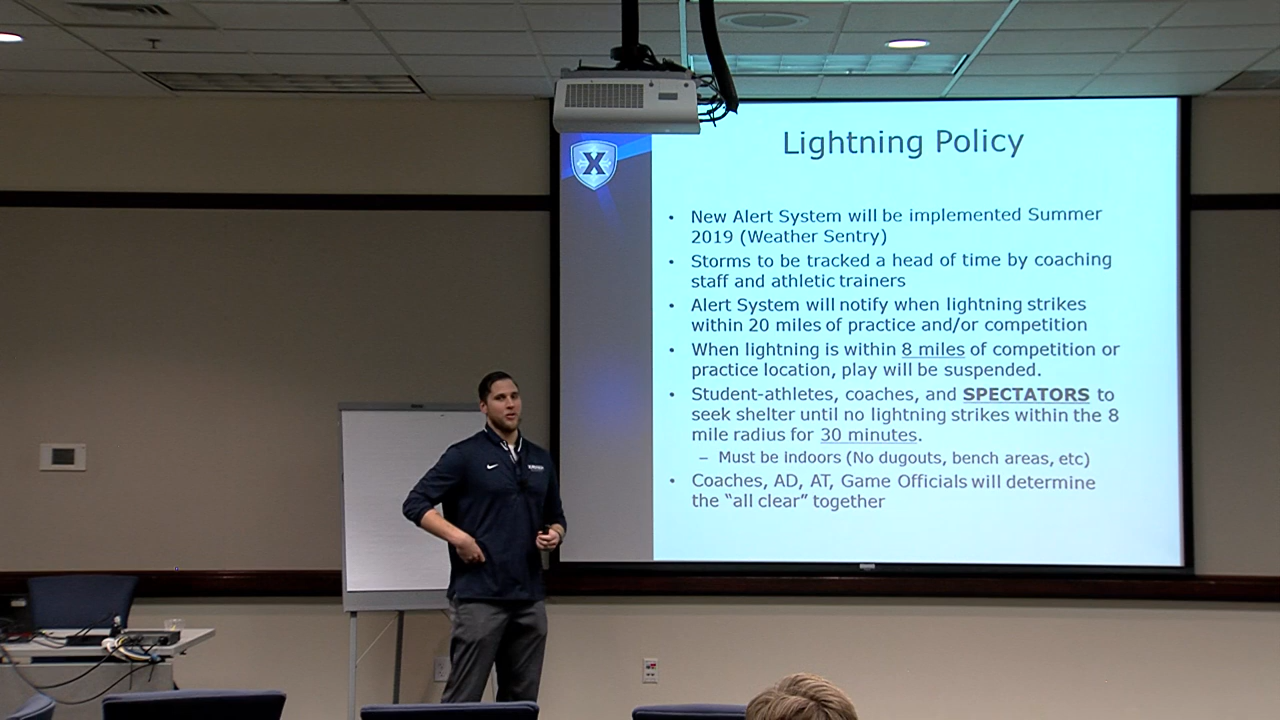 X
Lightning Policy
• New Alert System will be implemented Summer
2019 (Weather Sentry)
• Storms to be tracked a head of time by coaching
staff and athletic trainers
• Alert System will notify when lightning strikes
within 20 miles of practice and/or competition
• When lightning is within 8 miles of competition or
practice location, play will be suspended.
• Student-athletes, coaches, and SPECTATORS to
seek shelter until no lightning strikes within the 8
mile radius for 30 minutes.
– Must be indoors (No dugouts, bench areas, etc)
• Coaches, AD, AT, Game Officials will determine
the “all clear” together